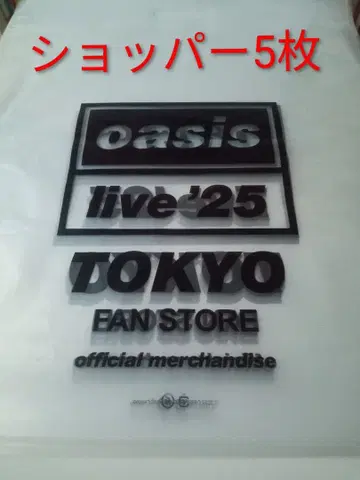 ショッパー5枚
oasis
live '25
TOKYO
FAN STORE
official merchandise